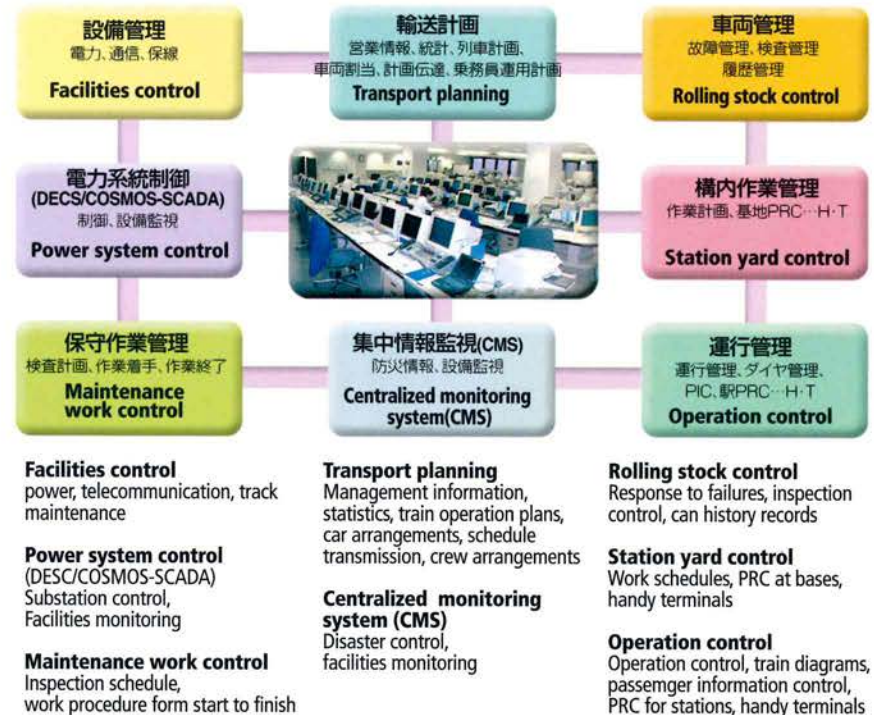 設備管理
電力、通信、保線
Facilities control
輸送計画
営業情報、統計、列車計画、
車両割当、計画伝達、乗務員運用計画
Transport planning
車両管理
故障管理、検査管理
履歴管理
Rolling stock control
電力系統制御
(DECS/COSMOS-SCADA)
制御、設備監視
Power system control
構内作業管理
作業計画、基地PRC…H·T
Station yard control
保守作業管理
検査計画、作業着手、作業終了
Maintenance
work control
集中情報監視(CMS)
防災情報、設備監視
Centralized monitoring
system(CMS)
運行管理
運行管理、ダイヤ管理、
PIC、駅PRC…H·T
Operation control
Facilities control
power, telecommunication, track
maintenance
Power system control
(DESC/COSMOS-SCADA)
Substation control,
Facilities monitoring
Maintenance work control
Inspection schedule,
work procedure form start to finish
Transport planning
Management information,
statistics, train operation plans,
car arrangements, schedule
transmission, crew arrangements
Centralized monitoring
system (CMS)
Disaster control,
facilities monitoring
Rolling stock control
Response to failures, inspection
control, can history records
Station yard control
Work schedules, PRC at bases,
handy terminals
Operation control
Operation control, train diagrams,
passemger information control,
PRC for stations, handy terminals